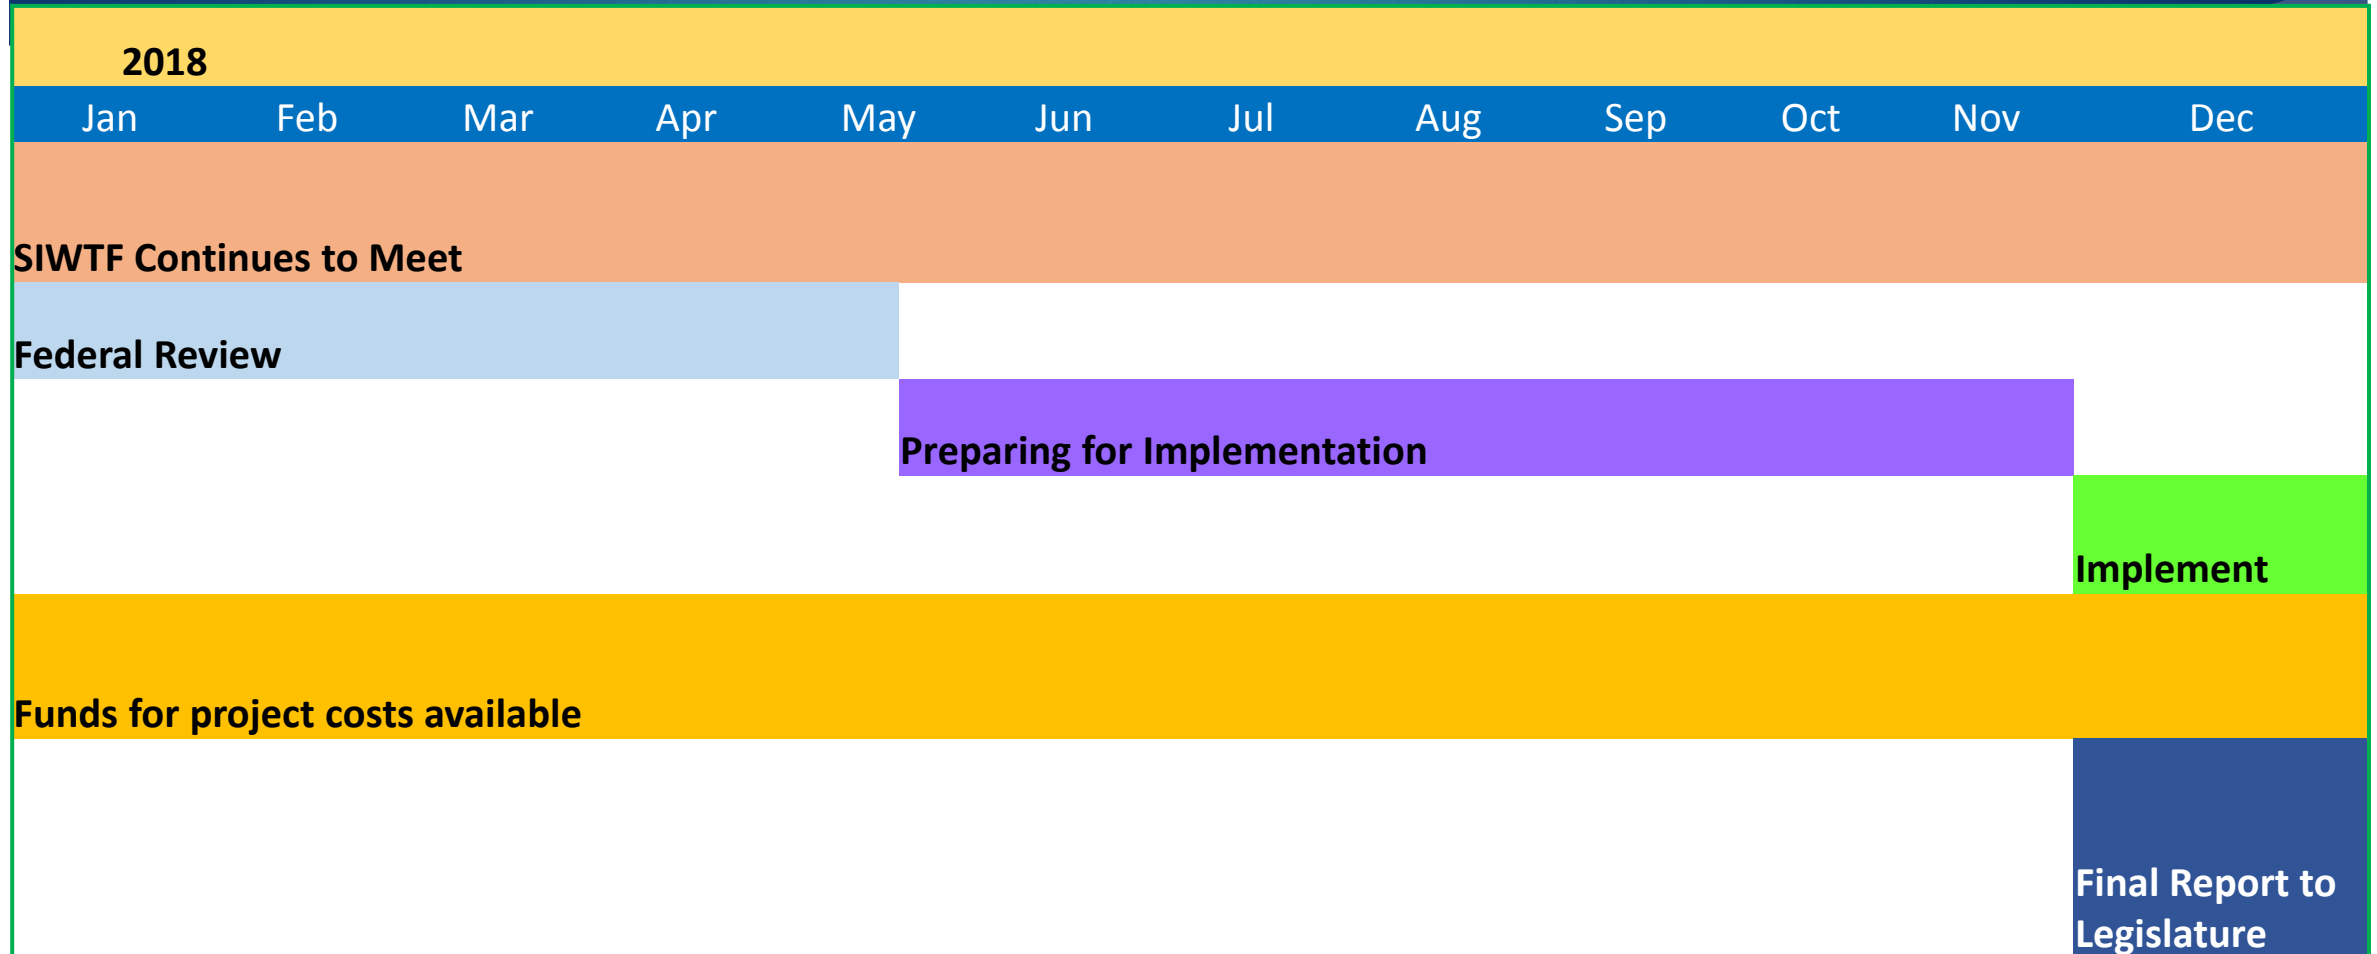 2018
Jan Feb Mar Apr May Jun Jul Aug Sep Oct Nov Dec
SIWTF Continues to Meet
Federal Review
Preparing for Implementation
Implement
Funds for project costs available
Final Report to
Legislature